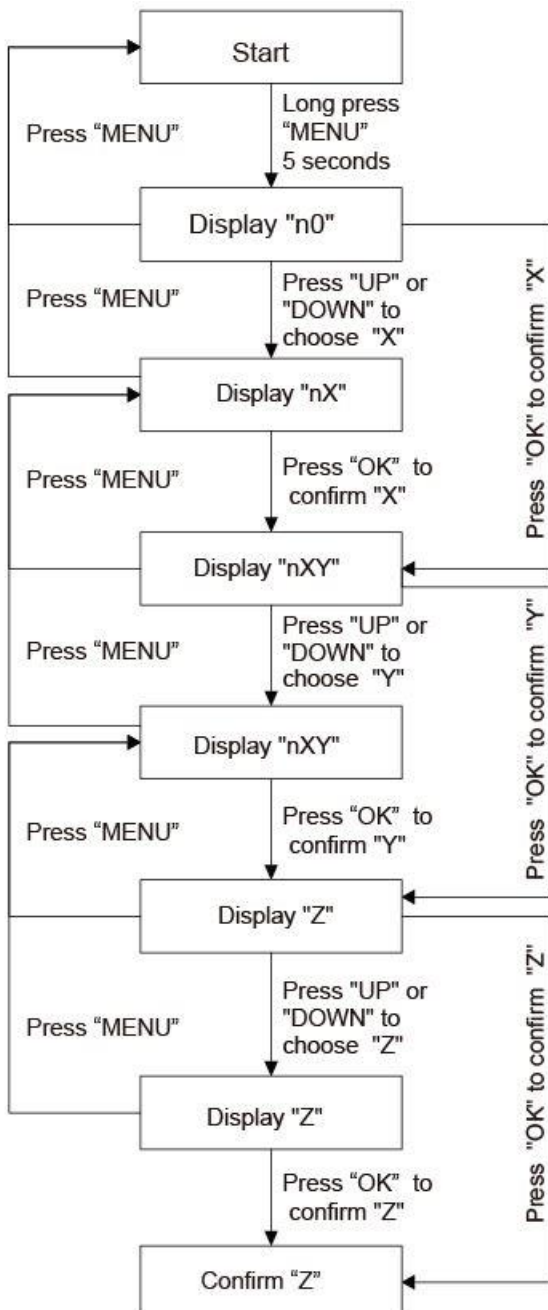 Start
Long press
“MENU”
5 seconds
Press “MENU”
Display "n0"
Press "UP" or
"DOWN" to
choose "X"
Press “MENU”
Press "OK" to confirm "X"
Display "nX"
Press “OK” to
confirm "X"
Press “MENU”
Display "nXY"
Press "UP" or
"DOWN" to
choose "Y"
Press “MENU”
Press "OK" to confirm "Y"
Display "nXY"
Press “OK” to
confirm "Y"
Press “MENU”
Display "Z"
Press "UP" or
"DOWN" to
choose "Z"
Press “MENU”
Press "OK" to confirm "Z"
Display "Z"
Press “OK” to
confirm "Z"
Confirm “Z”